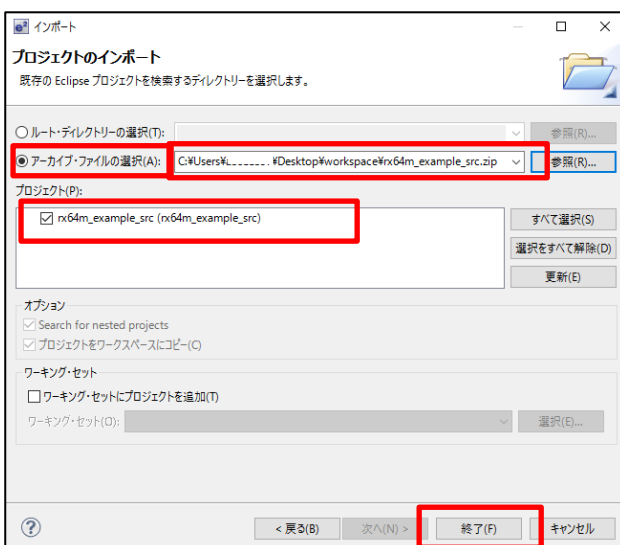 e² インポート
プロジェクトのインポート
既存の Eclipse プロジェクトを検索するディレクトリーを選択します。
ルート・ディレクトリーの選択(T):
参照(R)...
アーカイブ・ファイルの選択(A):
C:¥Users¥L_______.¥Desktop¥workspace¥rx64m_example_src.zip
参照(R)...
プロジェクト(P):
rx64m_example_src (rx64m_example_src)
すべて選択(S)
選択をすべて解除(D)
更新(E)
オプション
Search for nested projects
プロジェクトをワークスペースにコピー(C)
ワーキング・セット
ワーキング・セットにプロジェクトを追加(T)
ワーキング・セット(O):
選択(E)...
?
< 戻る(B)
次へ(N) >
終了(F)
キャンセル